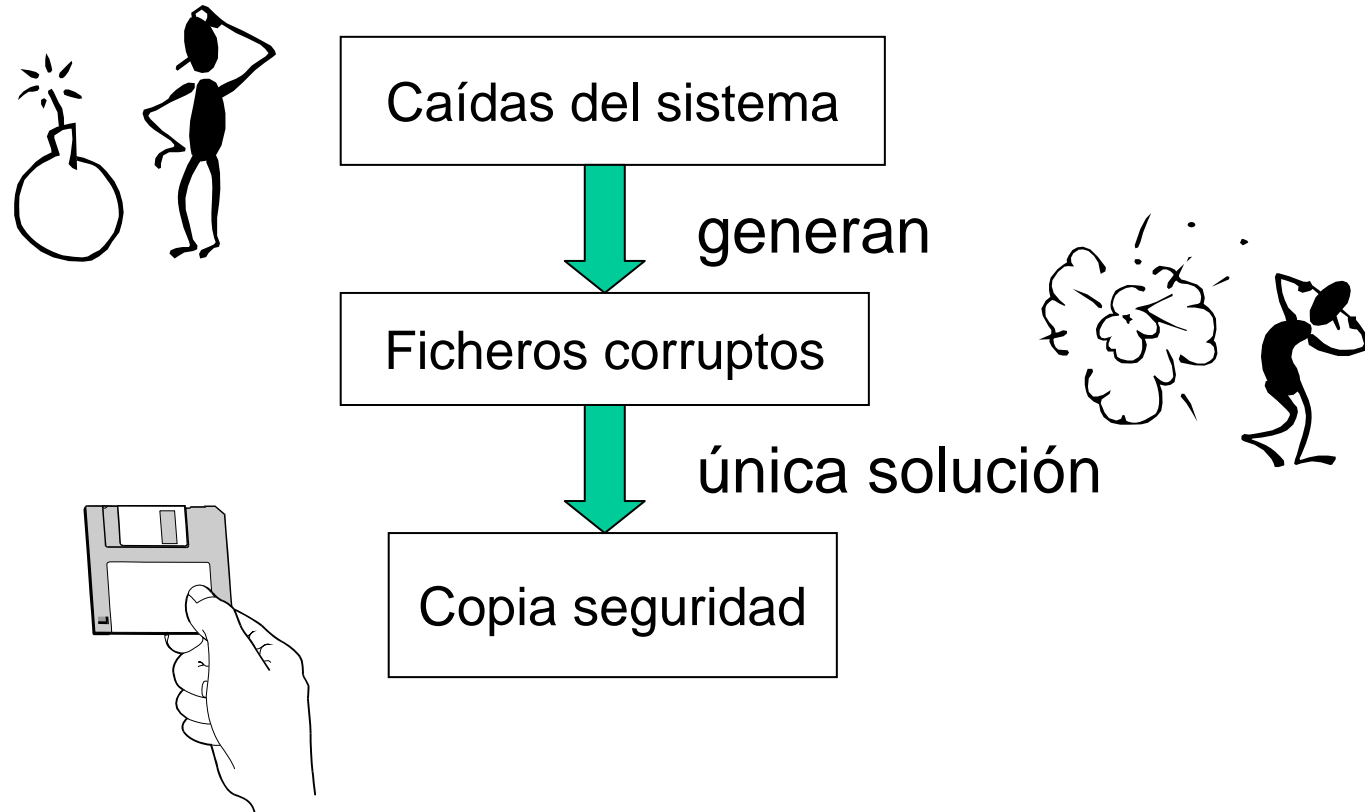 Caídas del sistema
generan
Ficheros corruptos
única solución
Copia seguridad